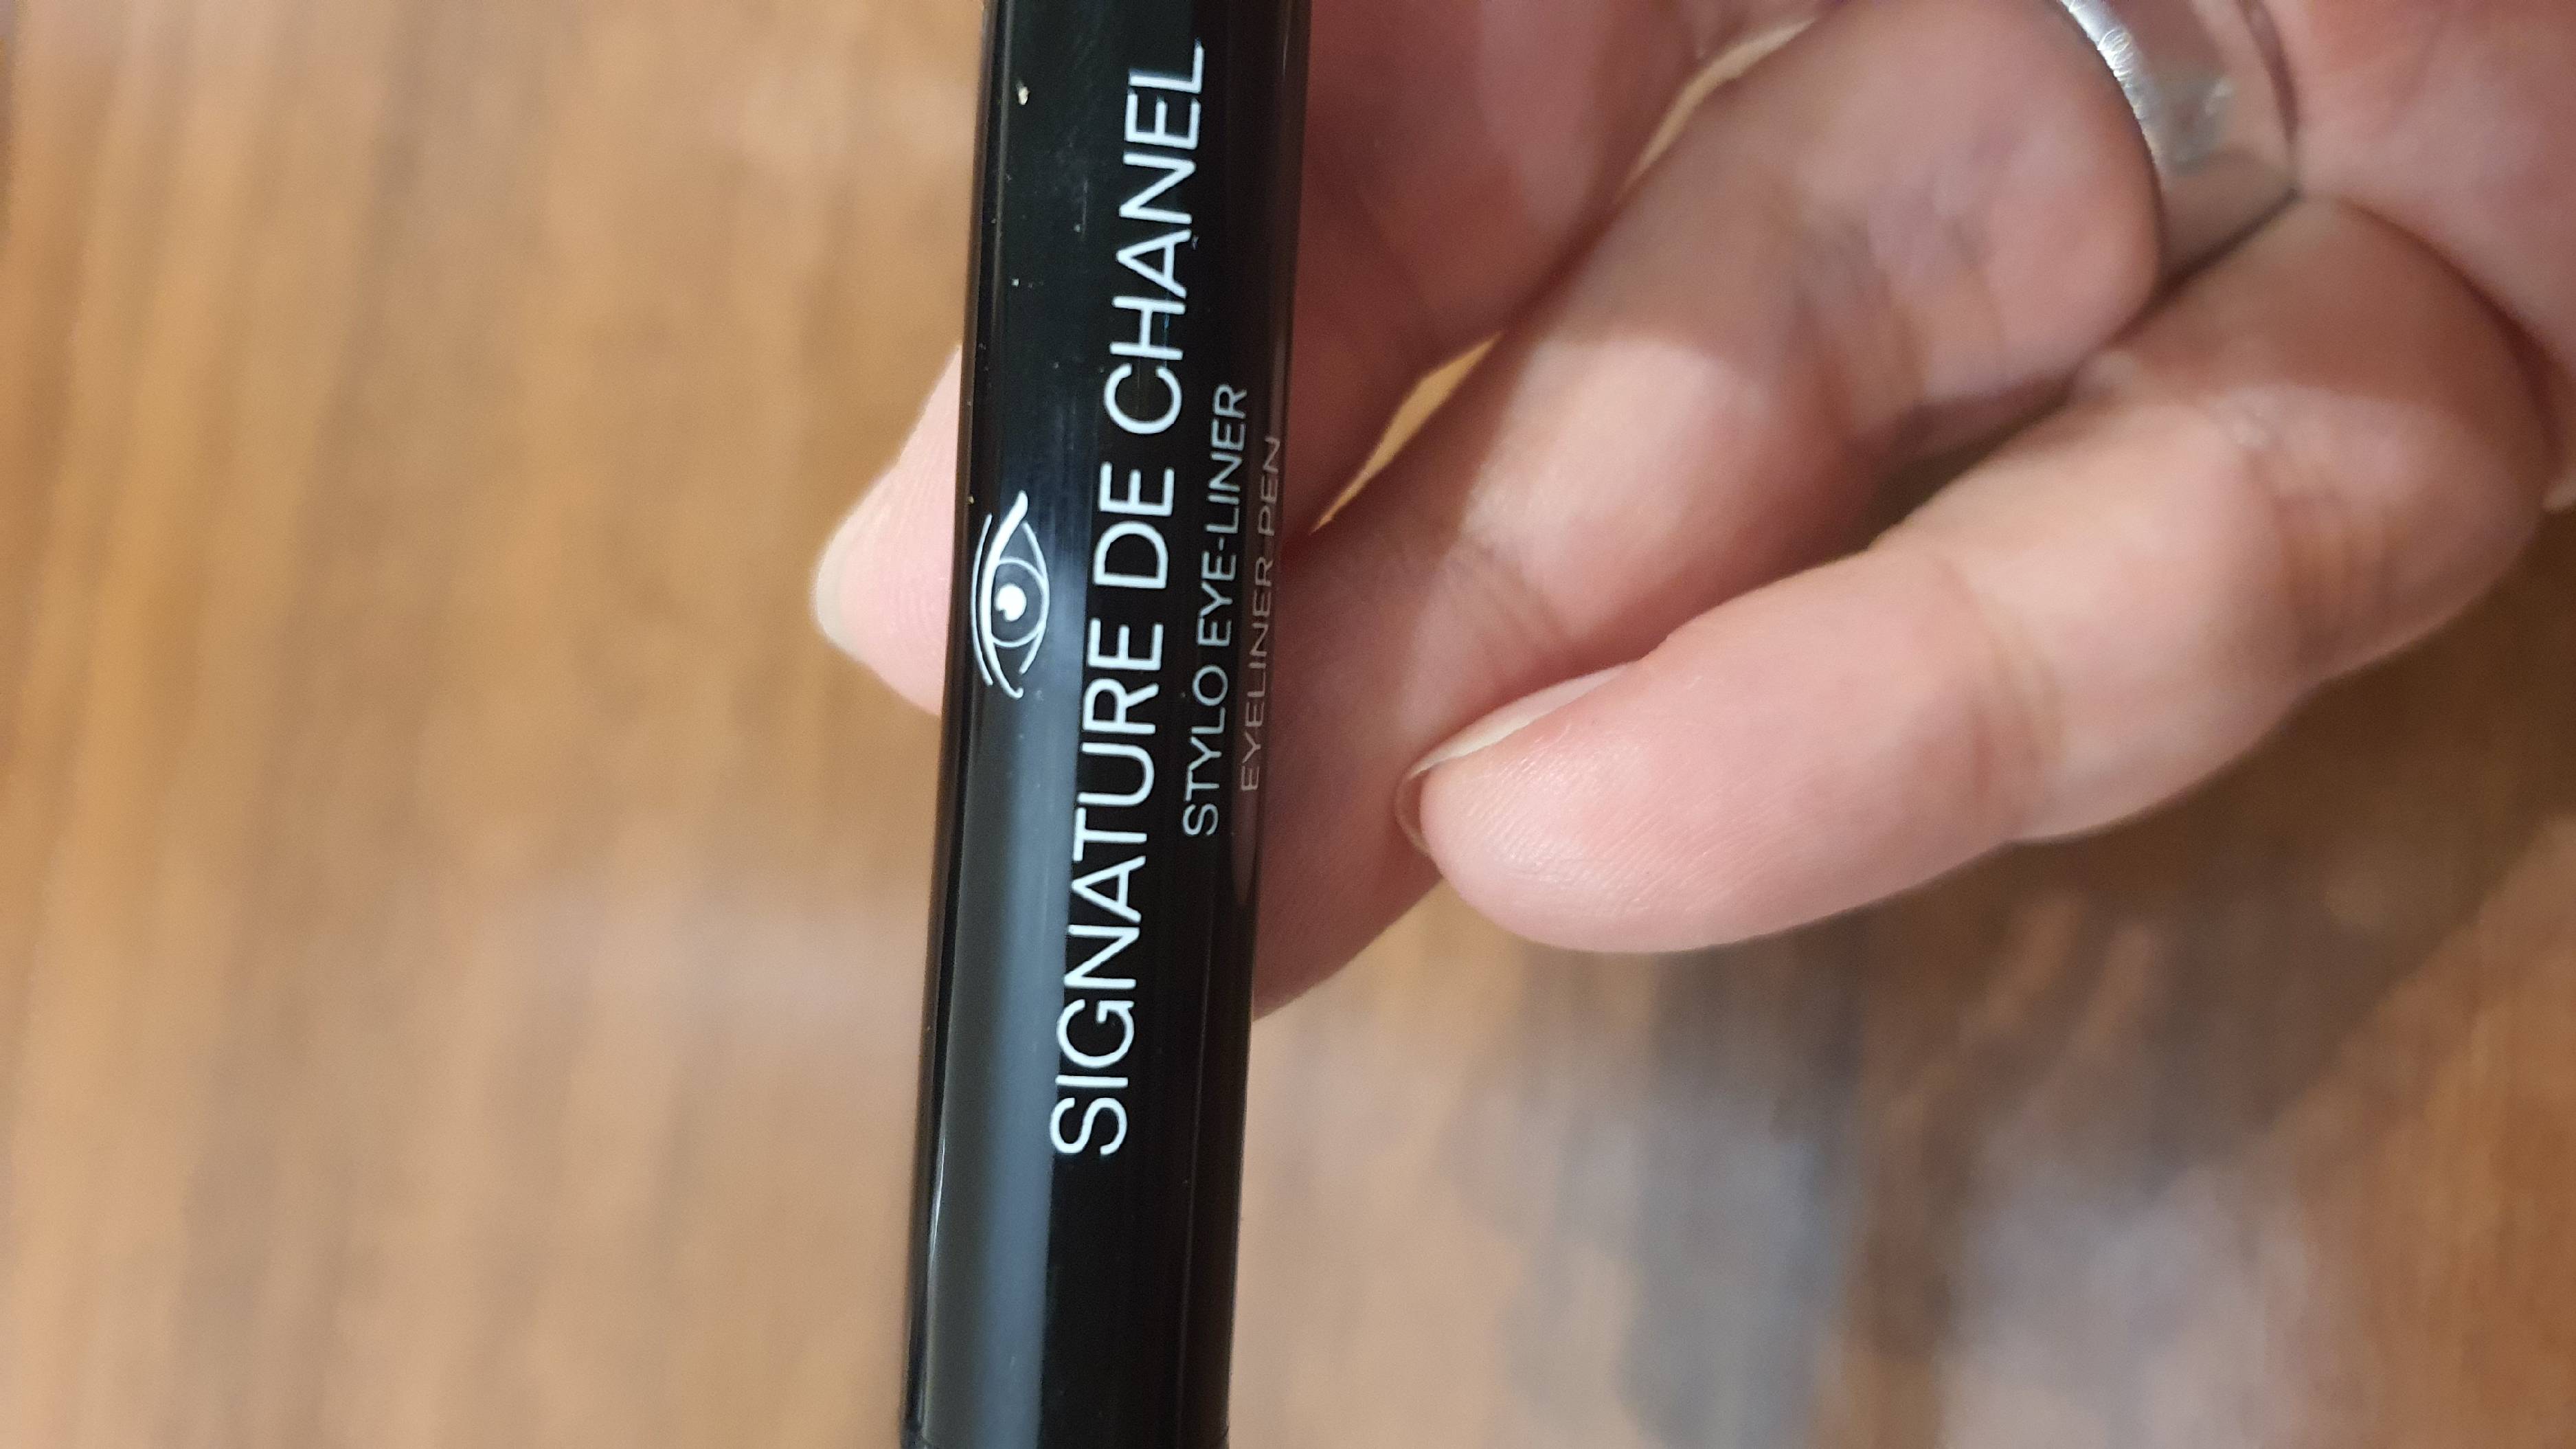 SIGNATURE DE CHANEL
STYLO EYE-LINER
EYELINER PEN